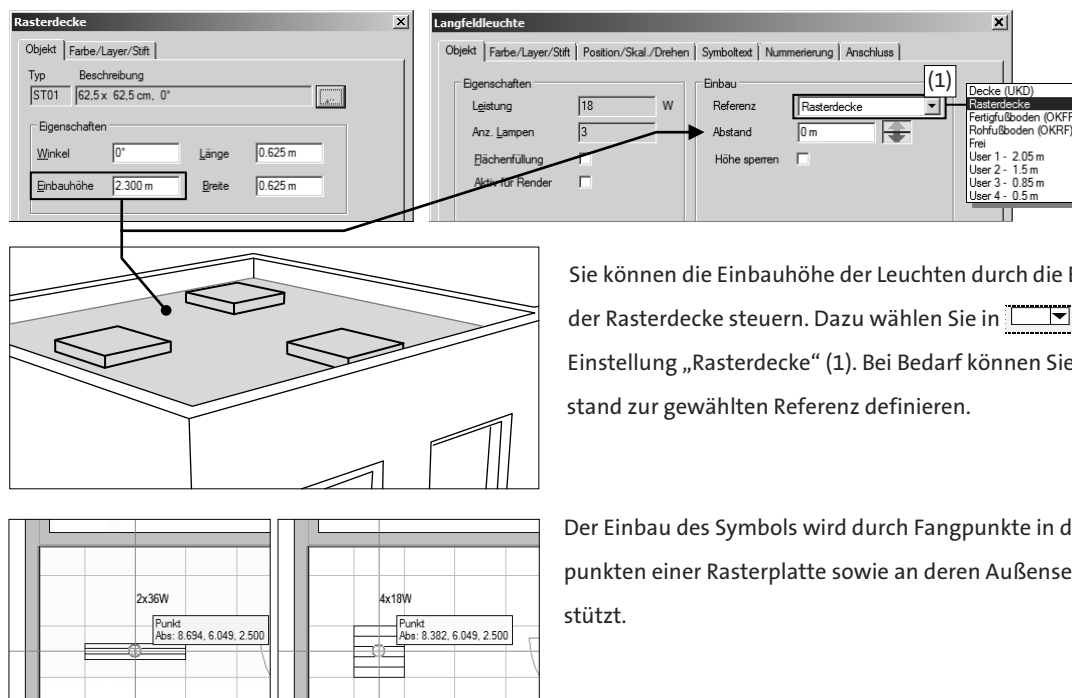 Rasterdecke
Objekt Farbe/Layer/Stift
Typ Beschreibung
ST01 62,5 x 62,5 cm, 0°
...
Eigenschaften
Winkel 0° Länge 0.625 m
Einbauhöhe 2.300 m Breite 0.625 m
Langfeldleuchte
Objekt Farbe/Layer/Stift Position/Skal./Drehen Symboltext Nummerierung Anschluss
Eigenschaften
Leistung 18 W
Anz. Lampen 3
Flächenfüllung
Aktiv für Render
Einbau
Referenz Rasterdecke
Abstand 0 m
Höhe sperren
(1)
Decke (UKD)
Rasterdecke
Fertigfußboden (OKFF
Rohfußboden (OKRF)
Frei
User 1 - 2.05 m
User 2 - 1.5 m
User 3 - 0.85 m
User 4 - 0.5 m
Sie können die Einbauhöhe der Leuchten durch die
der Rasterdecke steuern. Dazu wählen Sie in
Einstellung „Rasterdecke“ (1). Bei Bedarf können Sie
stand zur gewählten Referenz definieren.
2x36W
Punkt
Abs: 8.694, 6.049, 2.500
4x18W
Punkt
Abs: 8.382, 6.049, 2.500
Der Einbau des Symbols wird durch Fangpunkte in d
punkten einer Rasterplatte sowie an deren Außense
stützt.